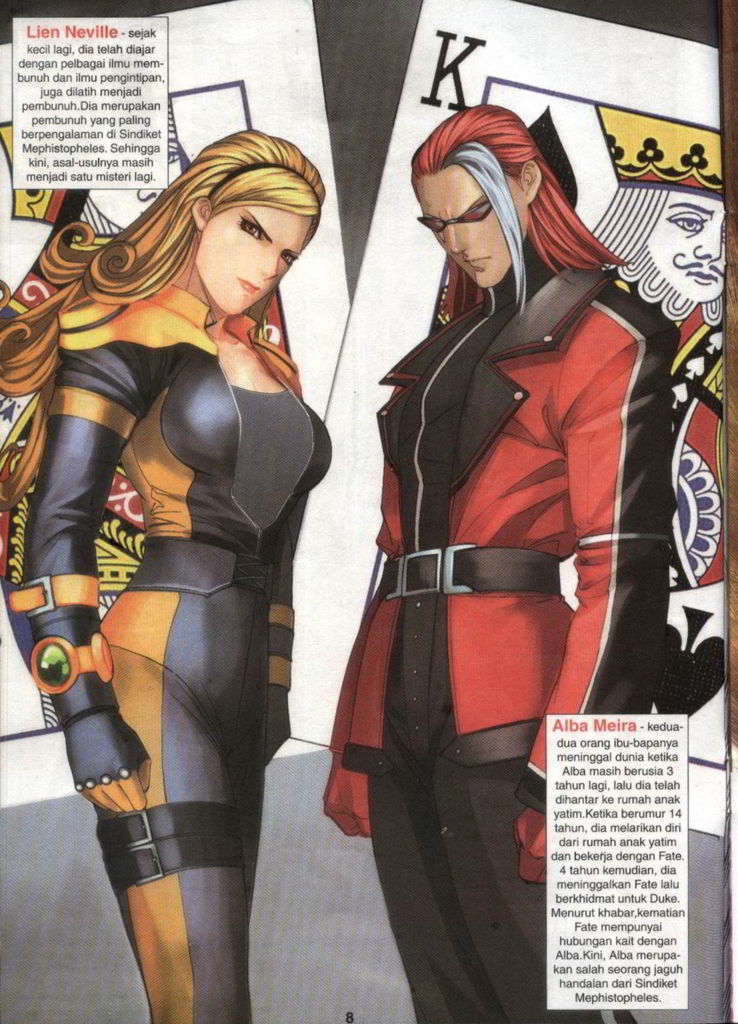 Lien Neville - sejak
kecil lagi, dia telah diajar
dengan pelbagai ilmu mem-
bunuh dan ilmu pengintipan,
juga dilatih menjadi
pembunuh.Dia merupakan
pembunuh yang paling
berpengalaman di Sindiket
Mephistopheles. Sehingga
kini, asal-usulnya masih
menjadi satu misteri lagi.
K
Alba Meira - kedua-
dua orang ibu-bapanya
meninggal dunia ketika
Alba masih berusia 3
tahun lagi, lalu dia telah
dihantar ke rumah anak
yatim.Ketika berumur 14
tahun, dia melarikan diri
dari rumah anak yatim
dan bekerja dengan Fate.
4 tahun kemudian, dia
meninggalkan Fate lalu
berkhidmat untuk Duke.
Menurut khabar,kematian
Fate mempunyai
hubungan kait dengan
Alba.Kini, Alba merupa-
kan salah seorang jaguh
handalan dari Sindiket
Mephistopheles.
8